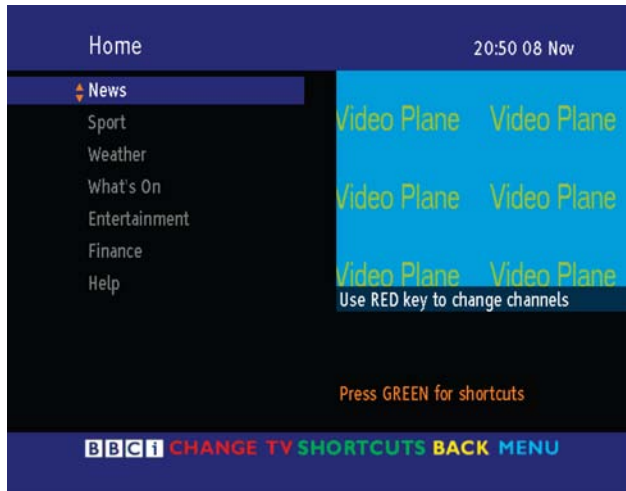 Home
20:50 08 Nov
News
Sport
Weather
What's On
Entertainment
Finance
Help
Video Plane Video Plane
Video Plane Video Plane
Video Plane Video Plane
Use RED key to change channels
Press GREEN for shortcuts
BBCi CHANGE TV SHORTCUTS BACK MENU